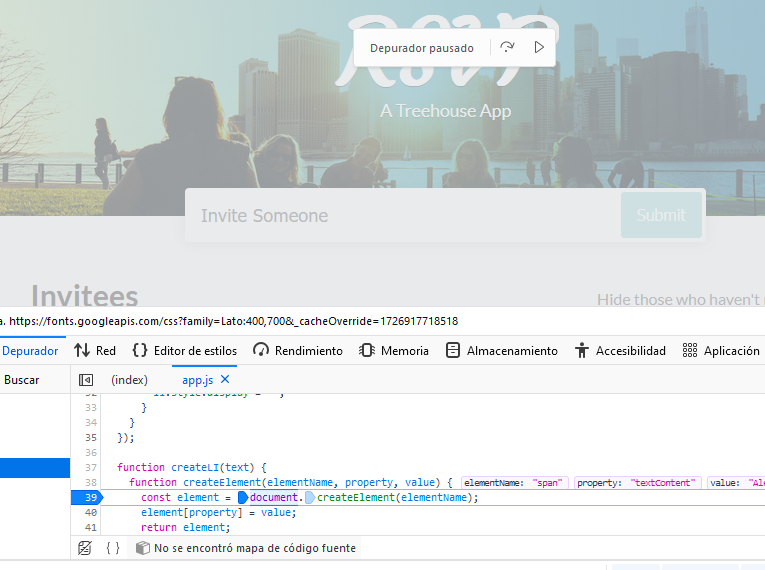 RSVP
Depurador pausado
A Treehouse App
Invite Someone
Submit
Invitees
Hide those who haven't
a. https://fonts.googleapis.com/css?family=Lato:400,700&_cacheOverride=1726917718518
Depurador Red Editor de estilos Rendimiento Memoria Almacenamiento Accesibilidad Aplicación
Buscar (index) app.js
33 }
34 }
35 });
36
37 function createLI(text) {
38 function createElement(elementName, property, value) { elementName: "span" property: "textContent" value: "Al
39 const element = document.createElement(elementName);
40 element[property] = value;
41 return element;
{ } No se encontró mapa de código fuente